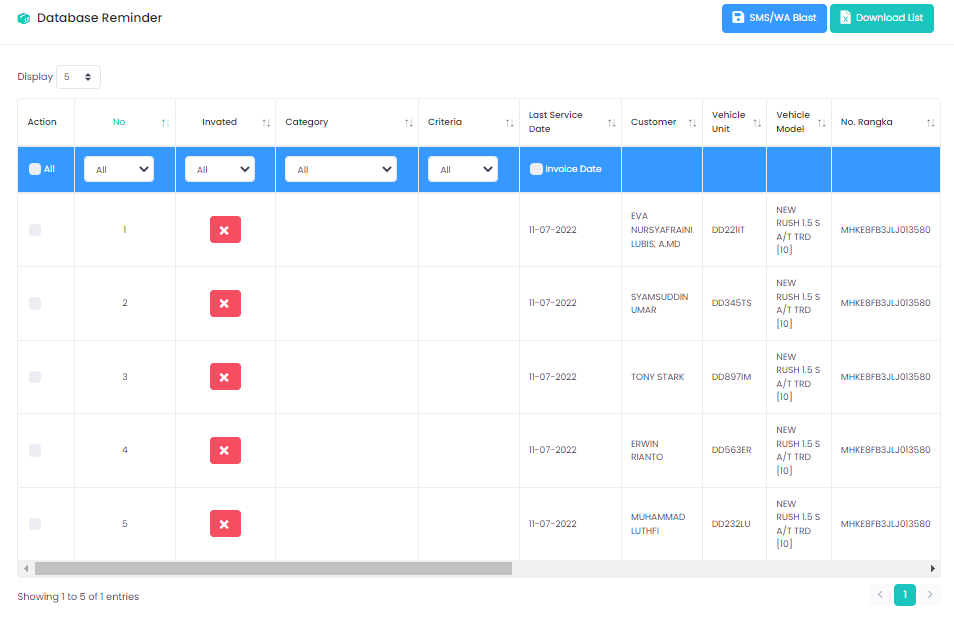 Database Reminder
SMS/WA Blast
Download List
Display 5
Action No Invated Category Criteria Last Service Date Customer Vehicle Unit Vehicle Model No. Rangka
All All All All All Invoice Date
1 11-07-2022 EVA NURSYAFRAINI LUBIS, A.MD DD221IT NEW RUSH 1.5 S A/T TRD [10] MHKE8FB3JLJ013580
2 11-07-2022 SYAMSUDDIN UMAR DD345TS NEW RUSH 1.5 S A/T TRD [10] MHKE8FB3JLJ013580
3 11-07-2022 TONY STARK DD897IM NEW RUSH 1.5 S A/T TRD [10] MHKE8FB3JLJ013580
4 11-07-2022 ERWIN RIANTO DD563ER NEW RUSH 1.5 S A/T TRD [10] MHKE8FB3JLJ013580
5 11-07-2022 MUHAMMAD LUTHFI DD232LU NEW RUSH 1.5 S A/T TRD [10] MHKE8FB3JLJ013580
Showing 1 to 5 of 1 entries
1